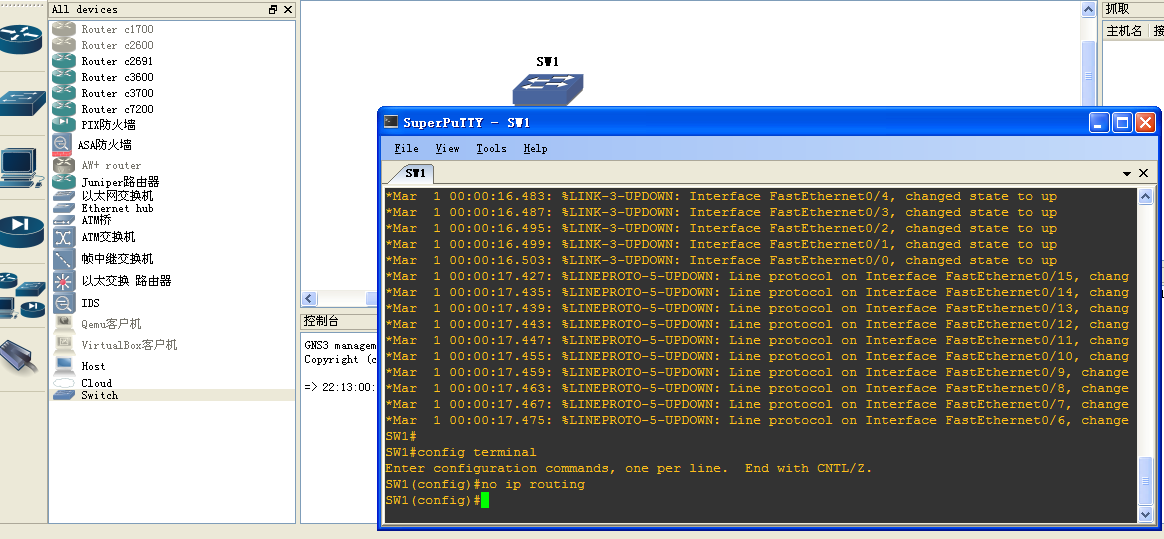 All devices
Router c1700
Router c2600
Router c2691
Router c3600
Router c3700
Router c7200
PIX防火墙
ASA防火墙
AW+ router
Juniper路由器
以太网交换机
Ethernet hub
ATM桥
ATM交换机
帧中继交换机
以太交换 路由器
IDS
Qemu客户机
VirtualBox客户机
Host
Cloud
Switch
SW1
抓取
主机名 接
控制台
GNS3 managem
Copyright (c
=> 22:13:00:
SuperPuTTY - SW1
File View Tools Help
SW1
*Mar  1 00:00:16.483: %LINK-3-UPDOWN: Interface FastEthernet0/4, changed state to up
*Mar  1 00:00:16.487: %LINK-3-UPDOWN: Interface FastEthernet0/3, changed state to up
*Mar  1 00:00:16.495: %LINK-3-UPDOWN: Interface FastEthernet0/2, changed state to up
*Mar  1 00:00:16.499: %LINK-3-UPDOWN: Interface FastEthernet0/1, changed state to up
*Mar  1 00:00:16.503: %LINK-3-UPDOWN: Interface FastEthernet0/0, changed state to up
*Mar  1 00:00:17.427: %LINEPROTO-5-UPDOWN: Line protocol on Interface FastEthernet0/15, chang
*Mar  1 00:00:17.435: %LINEPROTO-5-UPDOWN: Line protocol on Interface FastEthernet0/14, chang
*Mar  1 00:00:17.439: %LINEPROTO-5-UPDOWN: Line protocol on Interface FastEthernet0/13, chang
*Mar  1 00:00:17.443: %LINEPROTO-5-UPDOWN: Line protocol on Interface FastEthernet0/12, chang
*Mar  1 00:00:17.447: %LINEPROTO-5-UPDOWN: Line protocol on Interface FastEthernet0/11, chang
*Mar  1 00:00:17.455: %LINEPROTO-5-UPDOWN: Line protocol on Interface FastEthernet0/10, chang
*Mar  1 00:00:17.459: %LINEPROTO-5-UPDOWN: Line protocol on Interface FastEthernet0/9, change
*Mar  1 00:00:17.463: %LINEPROTO-5-UPDOWN: Line protocol on Interface FastEthernet0/8, change
*Mar  1 00:00:17.467: %LINEPROTO-5-UPDOWN: Line protocol on Interface FastEthernet0/7, change
*Mar  1 00:00:17.475: %LINEPROTO-5-UPDOWN: Line protocol on Interface FastEthernet0/6, change
SW1#
SW1#config terminal
Enter configuration commands, one per line.  End with CNTL/Z.
SW1(config)#no ip routing
SW1(config)#